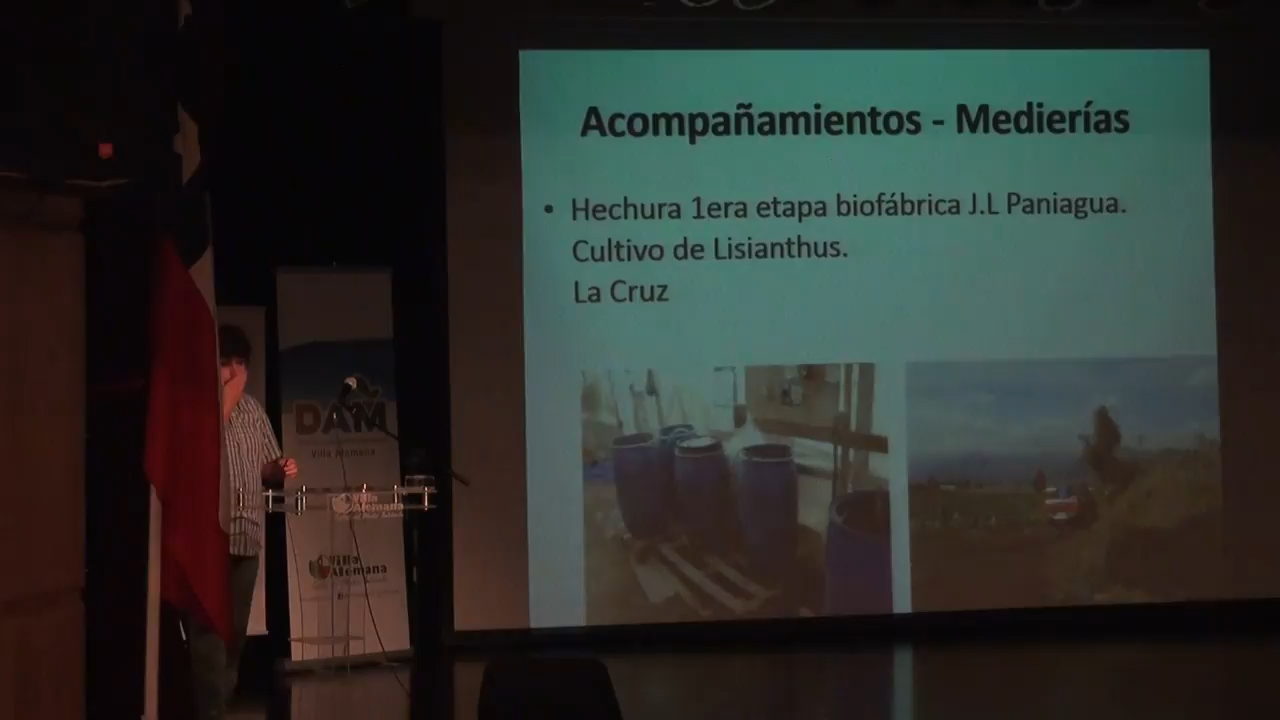 Acompañamientos - Medierías
• Hechura 1era etapa biofábrica J.L Paniagua.
Cultivo de Lisianthus.
La Cruz
DAM
Villa Alemana
Villa
Alemana
Villa
Alemana